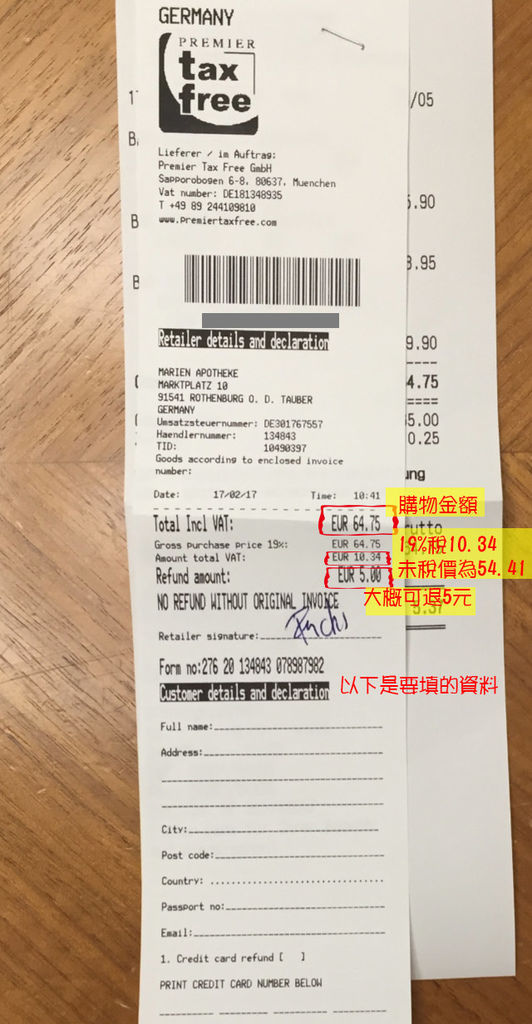 GERMANY
PREMIER
tax
free
Lieferer / im Auftrag:
Premier Tax Free GmbH
Sapporobogen 6-8, 80637, Muenchen
Vat number: DE181348935
T +49 89 244109810
www.premiertaxfree.com
/05
5.90
3.95
9.90
----
4.75
====
5.00
0.25
Retailer details and declaration
MARIEN APOTHEKE
MARKTPLATZ 10
91541 ROTHENBURG O. D. TAUBER
GERMANY
Umsatzsteuernummer: DE301767557
Haendlernummer: 134843
TID: 10490397
Goods according to enclosed invoice
number:
Date: 17/02/17 Time: 10:41
購物金額
Total Incl VAT: EUR 64.75
Gross purchase price 19%: EUR 64.75
19%稅10.34
Amount total VAT: EUR 10.34
未稅價為54.41
Refund amount: EUR 5.00
大概可退5元
NO REFUND WITHOUT ORIGINAL INVOICE
Retailer signature:
Form no:276 20 134843 078987982
Customer details and declaration
以下是要填的資料
Full name:
Address:
City:
Post code:
Country:
Passport no:
Email:
1. Credit card refund [ ]
PRINT CREDIT CARD NUMBER BELOW